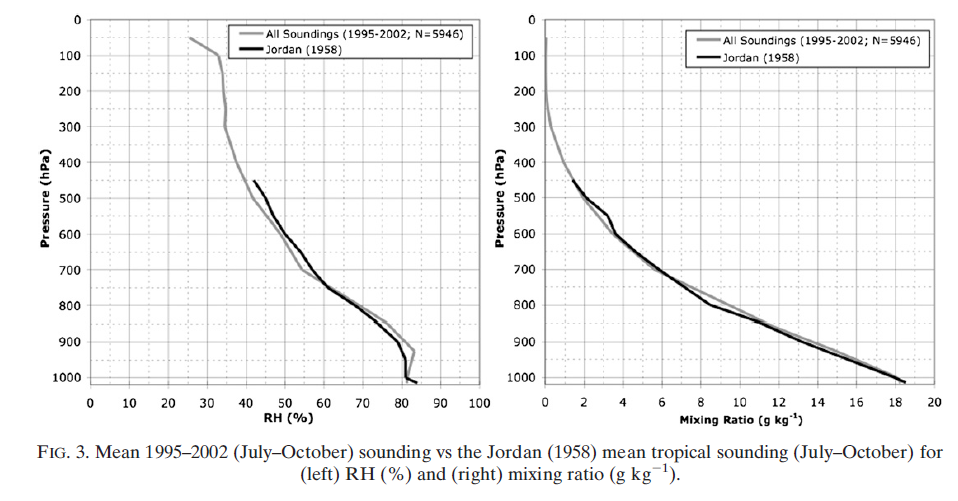 All Soundings (1995-2002; N=5946)
Jordan (1958)
0
100
200
300
400
500
600
700
800
900
1000
Pressure (hPa)
0 10 20 30 40 50 60 70 80 90 100
RH (%)
All Soundings (1995-2002; N=5946)
Jordan (1958)
0
100
200
300
400
500
600
700
800
900
1000
Pressure (hPa)
0 2 4 6 8 10 12 14 16 18 20
Mixing Ratio (g kg⁻¹)
FIG. 3. Mean 1995–2002 (July–October) sounding vs the Jordan (1958) mean tropical sounding (July–October) for
(left) RH (%) and (right) mixing ratio (g kg⁻¹).